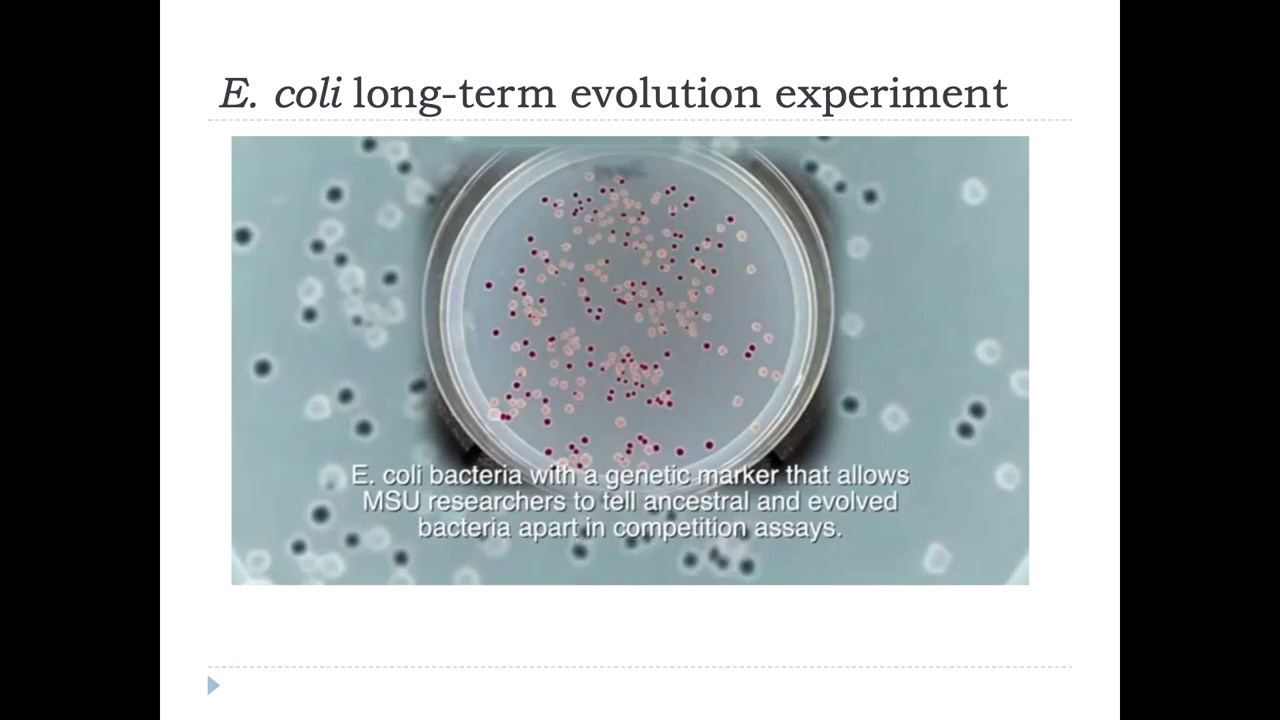 E. coli long-term evolution experiment
E. coli bacteria with a genetic marker that allows
MSU researchers to tell ancestral and evolved
bacteria apart in competition assays.